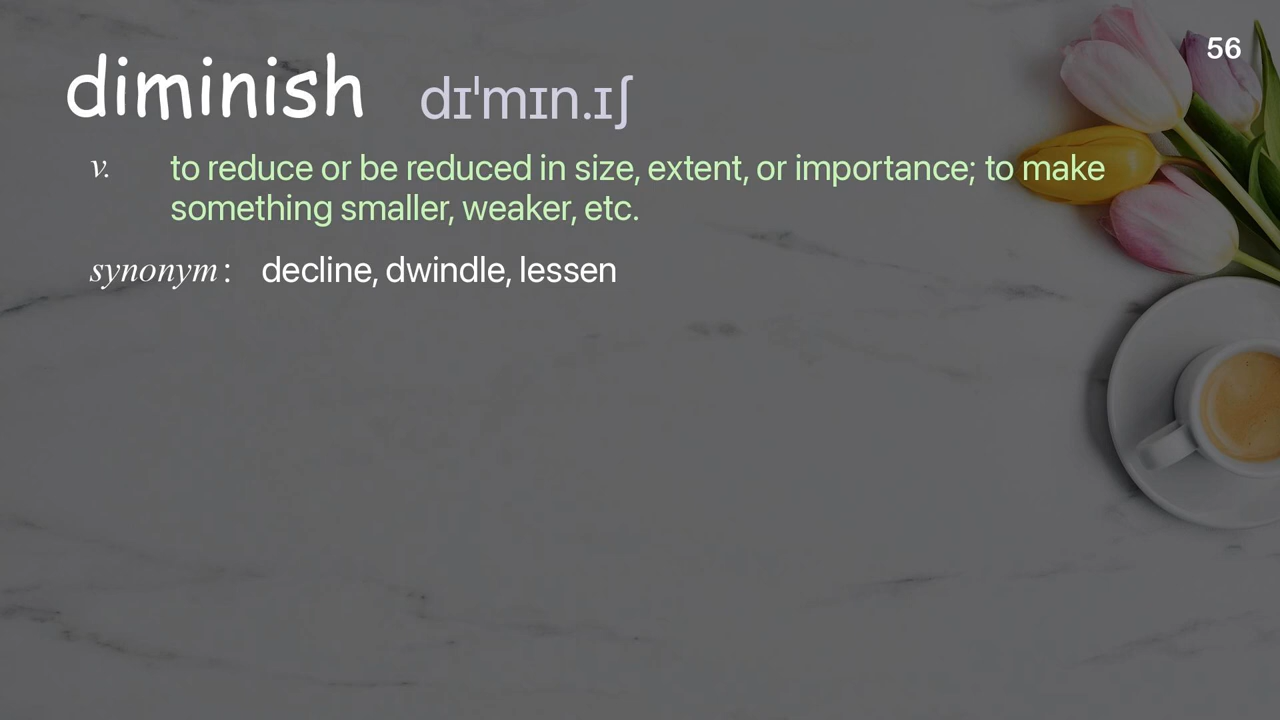 56
diminish dɪˈmɪn.ɪʃ
v. to reduce or be reduced in size, extent, or importance; to make
something smaller, weaker, etc.
synonym: decline, dwindle, lessen